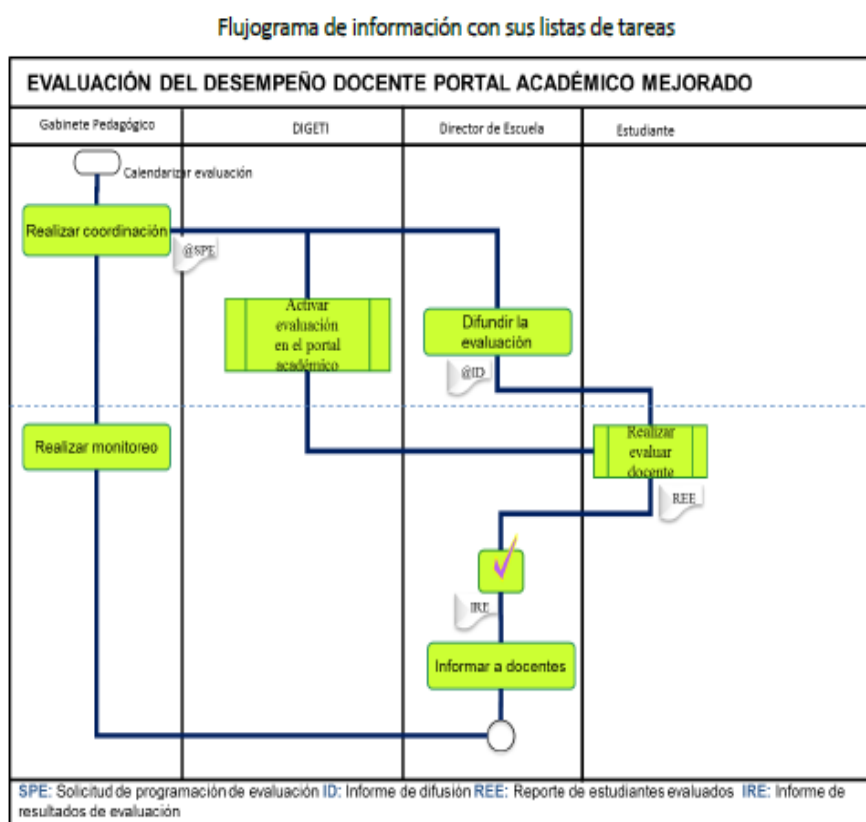 Flujograma de información con sus listas de tareas
EVALUACIÓN DEL DESEMPEÑO DOCENTE PORTAL ACADÉMICO MEJORADO
Gabinete Pedagógico
DIGETI
Director de Escuela
Estudiante
Calendarizar evaluación
Realizar coordinación
@SPE
Activar
evaluación
en el portal
académico
Difundir la
evaluación
@ID
Realizar monitoreo
Realizar
evaluar
docente
REE
IRE
Informar a docentes
SPE: Solicitud de programación de evaluación ID: Informe de difusión REE: Reporte de estudiantes evaluados IRE: Informe de
resultados de evaluación